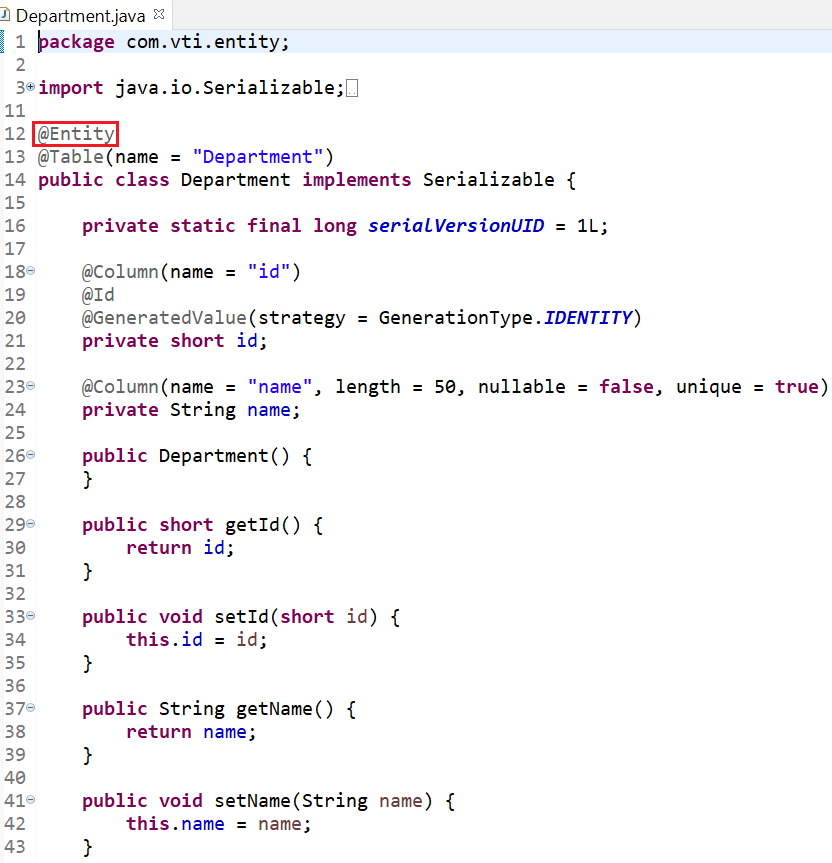 Department.java
1 package com.vti.entity;
2
3 import java.io.Serializable;
11
12 @Entity
13 @Table(name = "Department")
14 public class Department implements Serializable {
15
16 private static final long serialVersionUID = 1L;
17
18 @Column(name = "id")
19 @Id
20 @GeneratedValue(strategy = GenerationType.IDENTITY)
21 private short id;
22
23 @Column(name = "name", length = 50, nullable = false, unique = true)
24 private String name;
25
26 public Department() {
27 }
28
29 public short getId() {
30 return id;
31 }
32
33 public void setId(short id) {
34 this.id = id;
35 }
36
37 public String getName() {
38 return name;
39 }
40
41 public void setName(String name) {
42 this.name = name;
43 }